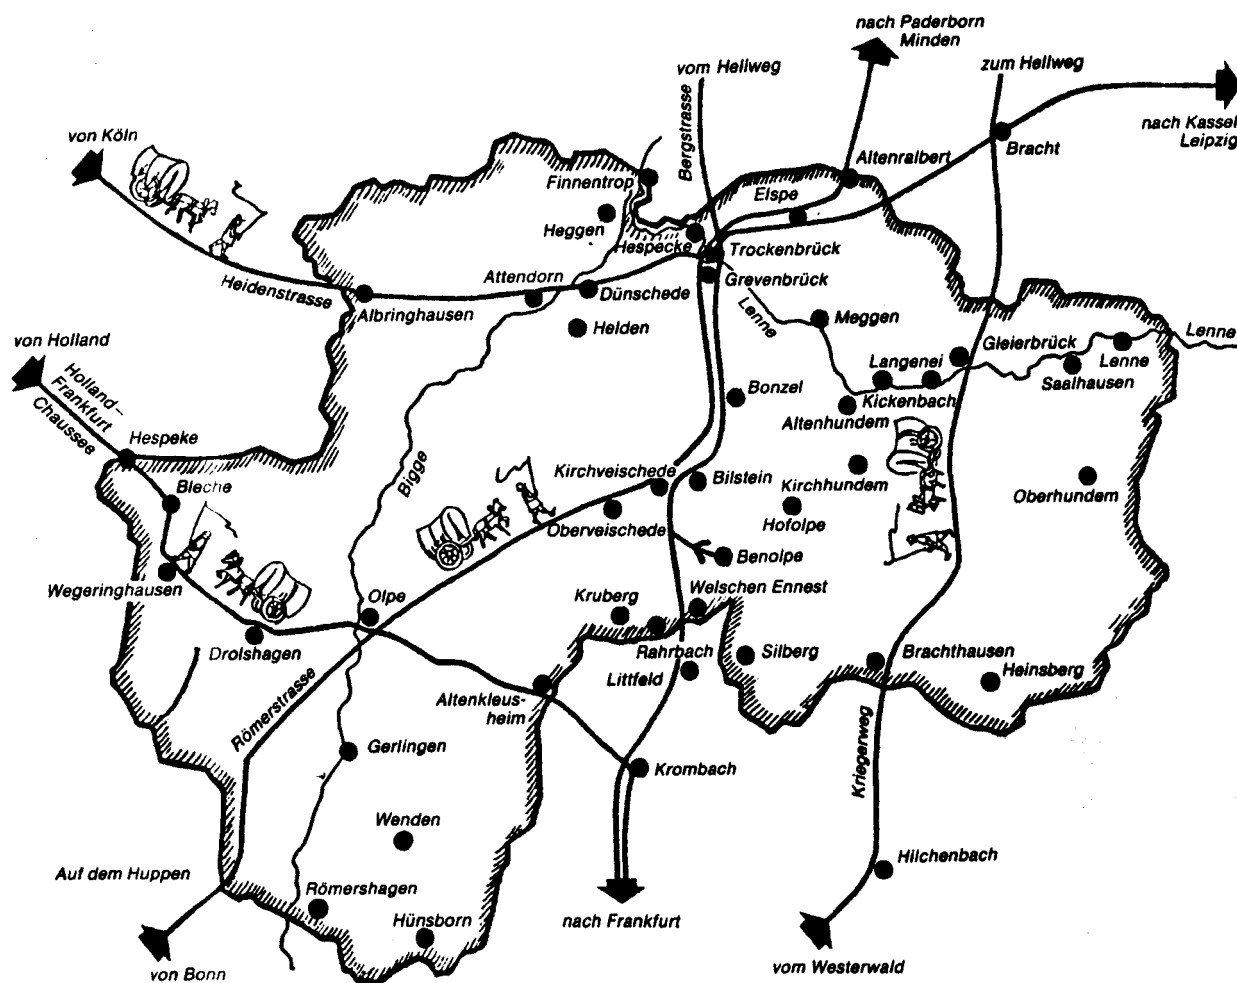 nach Paderborn
Minden
vom Hellweg
zum Hellweg
von Köln
nach Kassel
Leipzig
Bergstrasse
Altenralbert
Bracht
Finnentrop
Elspe
Heggen
Hespecke
Trockenbrück
Heidenstrasse
Attendorn
Grevenbrück
Albringhausen
Dünschede
Lenne
Meggen
Helden
von Holland
Gleierbrück
Lenne
Langenei
Lenne
Saalhausen
Holland-
Frankfurt
Chaussee
Bonzel
Kickenbach
Altenhundem
Hespeke
Bigge
Kirchveischede
Bilstein
Kirchhundem
Oberhundem
Bleche
Oberveischede
Hofolpe
Benolpe
Wegeringhausen
Olpe
Kruberg
Welschen Ennest
Drolshagen
Rahrbach
Silberg
Brachthausen
Littfeld
Heinsberg
Römerstrasse
Altenkleus-
heim
Gerlingen
Krombach
Kriegerweg
Wenden
Auf dem Huppen
Hilchenbach
Römershagen
Hünsborn
nach Frankfurt
von Bonn
vom Westerwald